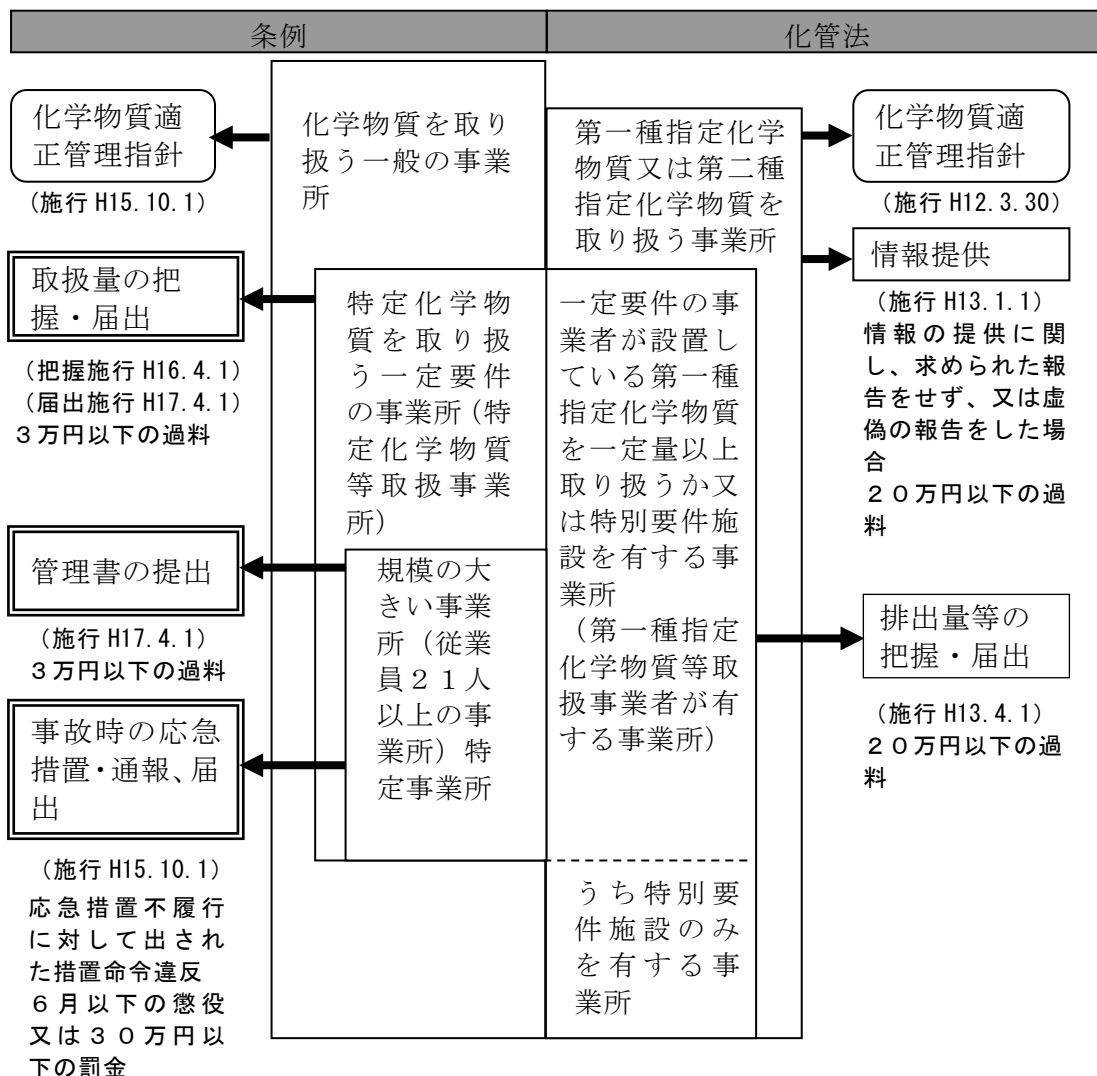 条例
化管法
化学物質適
正管理指針
（施行 H15.10.1）
取扱量の把
握・届出
（把握施行 H16.4.1）
（届出施行 H17.4.1）
３万円以下の過料
管理書の提出
（施行 H17.4.1）
３万円以下の過料
事故時の応急
措置・通報、届
出
（施行 H15.10.1）
応急措置不履行
に対して出され
た措置命令違反
６月以下の懲役
又は３０万円以
下の罰金
化学物質を取り
扱う一般の事業
所
特定化学物
質を取り扱
う一定要件
の事業所（特
定化学物質
等取扱事業
所）
規模の大
きい事業
所（従業
員２１人
以上の事
業所）特
定事業所
第一種指定化学
物質又は第二種
指定化学物質を
取り扱う事業所
一定要件の事
業者が設置し
ている第一種
指定化学物質
を一定量以上
取り扱うか又
は特別要件施
設を有する事
業所
（第一種指定
化学物質等取
扱事業者が有
する事業所）
うち特別要
件施設のみ
を有する事
業所
化学物質適
正管理指針
（施行 H12.3.30）
情報提供
（施行 H13.1.1）
情報の提供に関
し、求められた報
告をせず、又は虚
偽の報告をした場
合
２０万円以下の過
料
排出量等の
把握・届出
（施行 H13.4.1）
２０万円以下の過
料